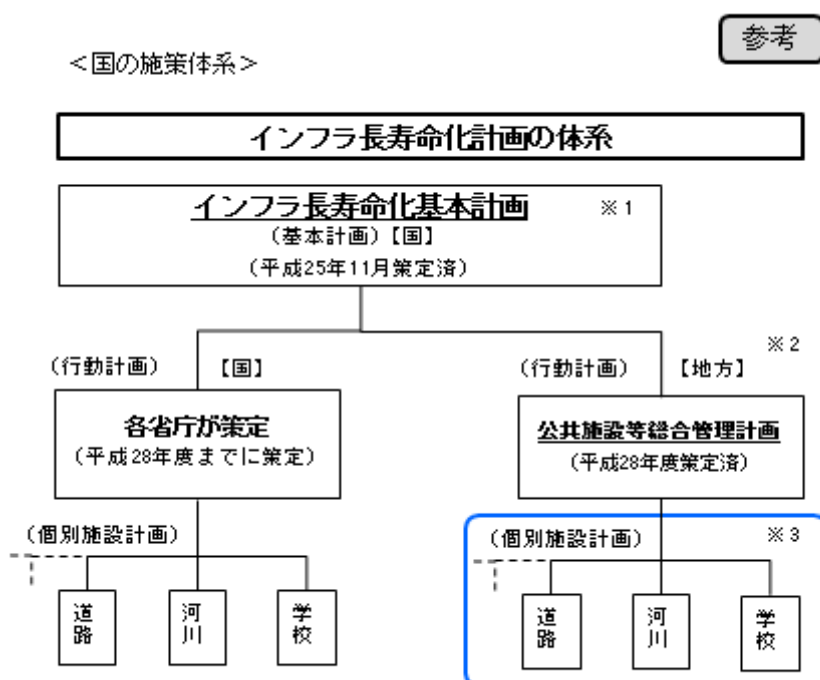 参考
＜国の施策体系＞
インフラ長寿命化計画の体系
インフラ長寿命化基本計画 ※１
（基本計画）【国】
（平成25年11月策定済）
※２
（行動計画） 【国】
（行動計画） 【地方】
各省庁が策定
（平成28年度までに策定）
公共施設等総合管理計画
（平成28年度策定済）
（個別施設計画）
道路
河川
学校
（個別施設計画） ※３
道路
河川
学校